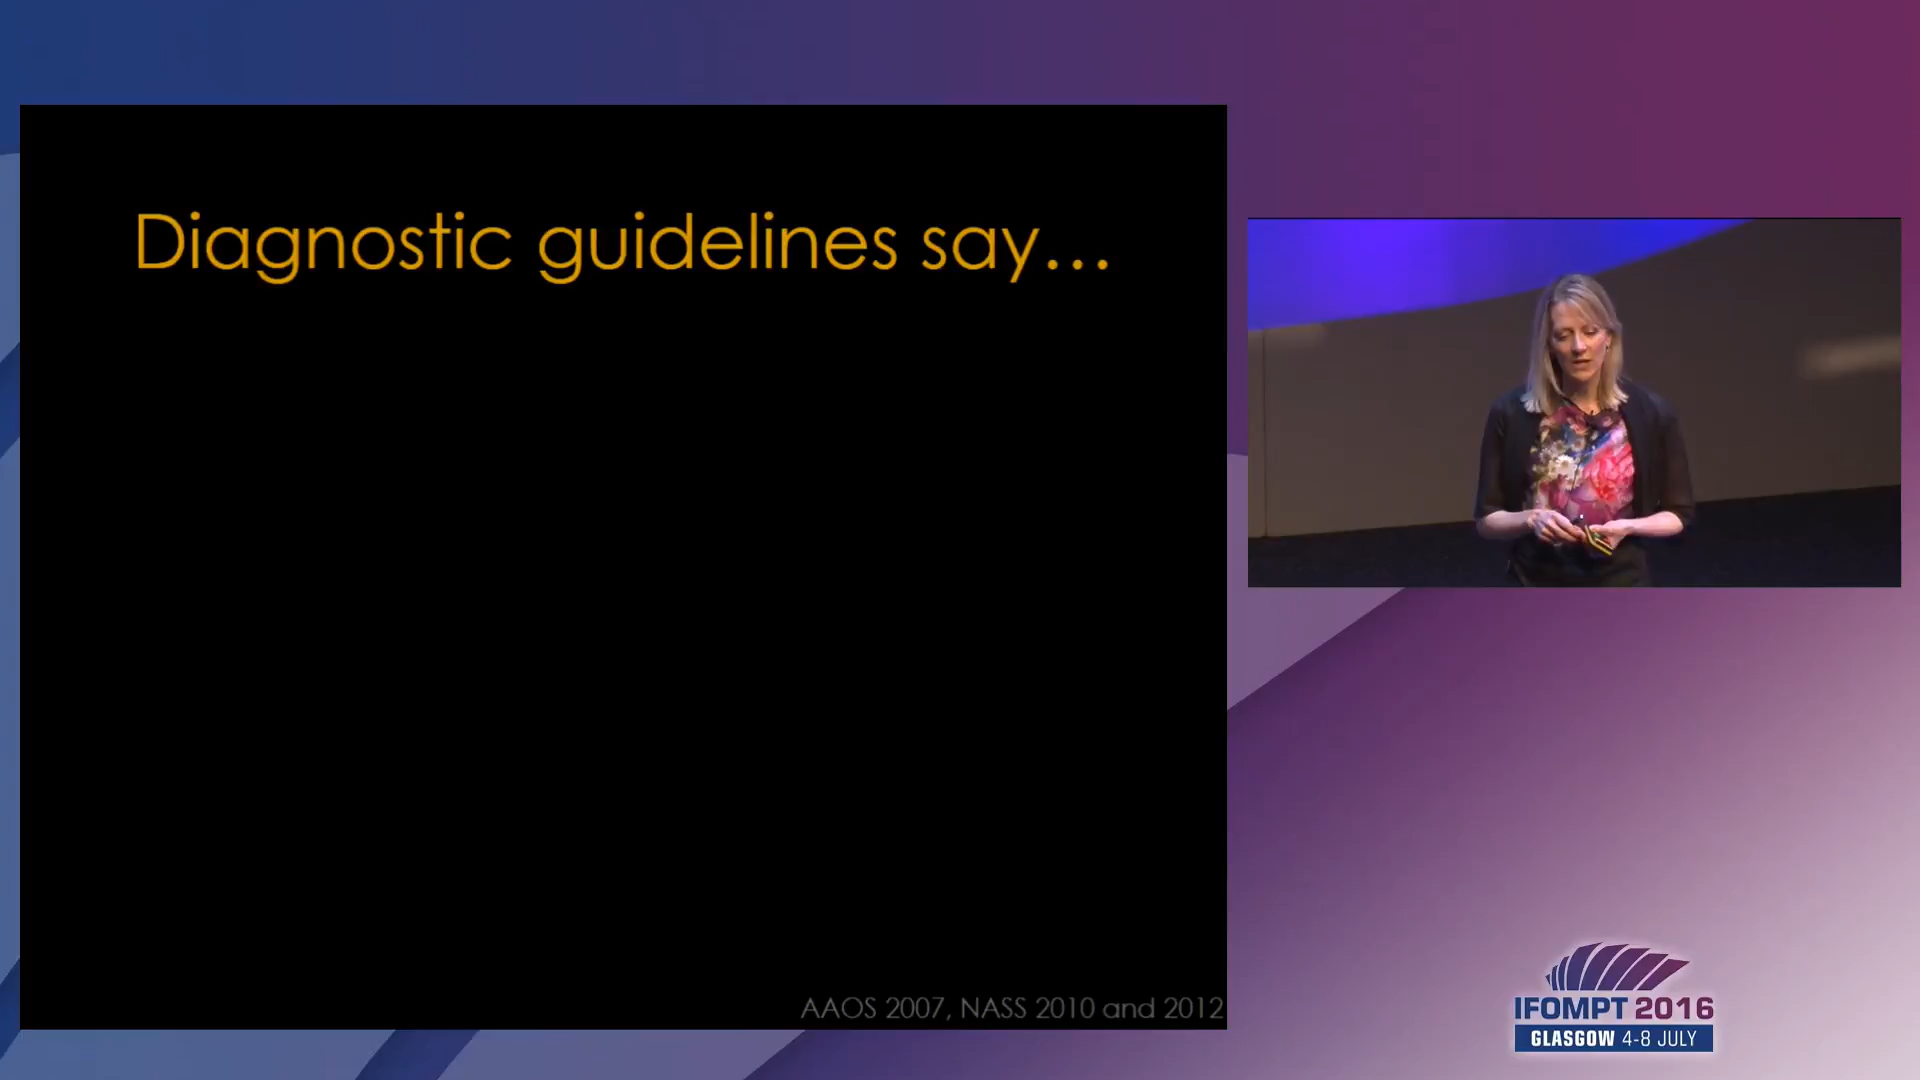 Diagnostic guidelines say...
AAOS 2007, NASS 2010 and 2012
IFOMPT 2016
GLASGOW 4-8 JULY